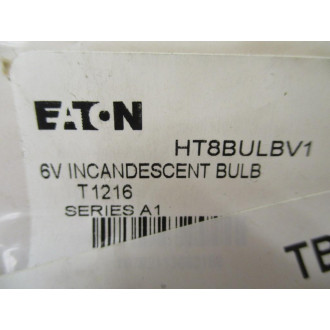 EATON
HT8BULBV1
6V INCANDESCENT BULB
T1216
SERIES A1
TB